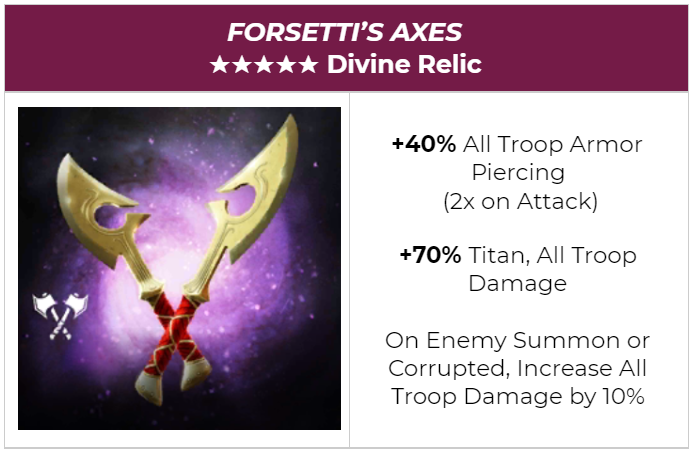 FORSETTI’S AXES
★★★★★ Divine Relic
+40% All Troop Armor
Piercing
(2x on Attack)
+70% Titan, All Troop
Damage
On Enemy Summon or
Corrupted, Increase All
Troop Damage by 10%